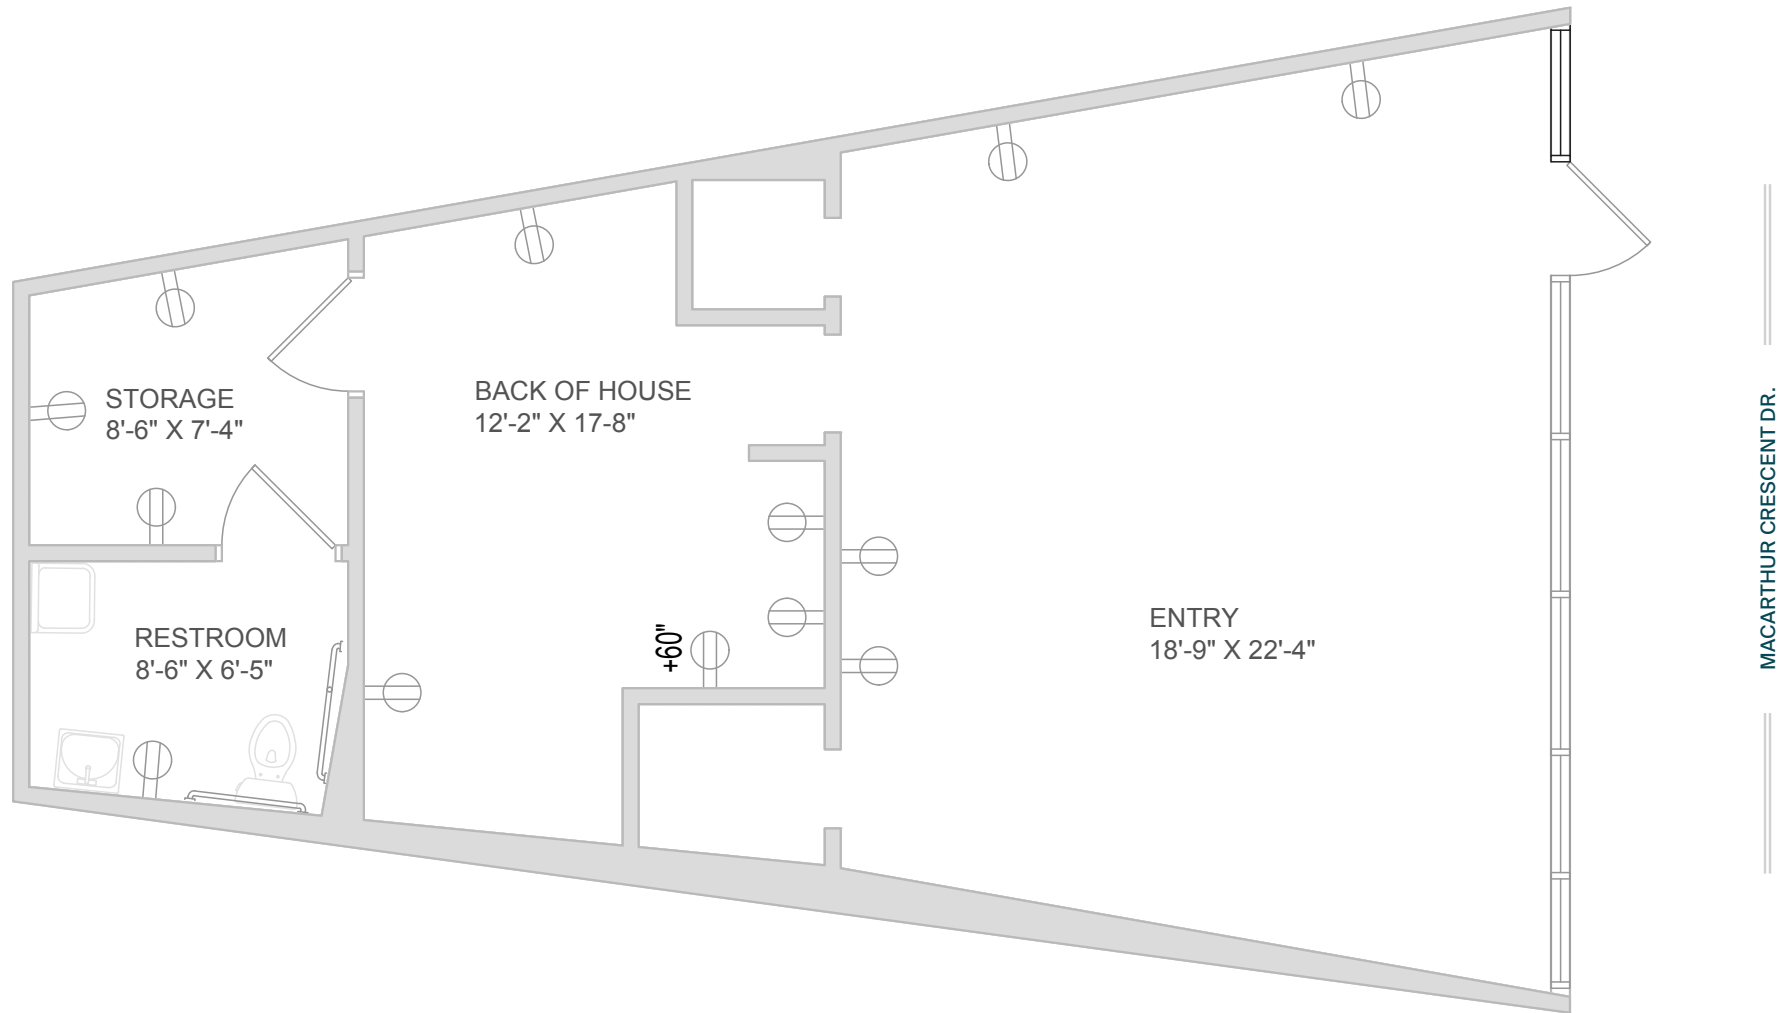 STORAGE
8'-6" X 7'-4"
BACK OF HOUSE
12'-2" X 17-8"
RESTROOM
8'-6" X 6'-5"
+60"
ENTRY
18'-9" X 22'-4"
MACARTHUR CRESCENT DR.